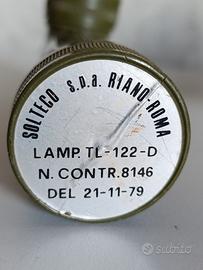 SOLTECO s.p.a. RIANO-ROMA
LAMP. TL-122-D
N. CONTR. 8146
DEL 21-11-79
subito